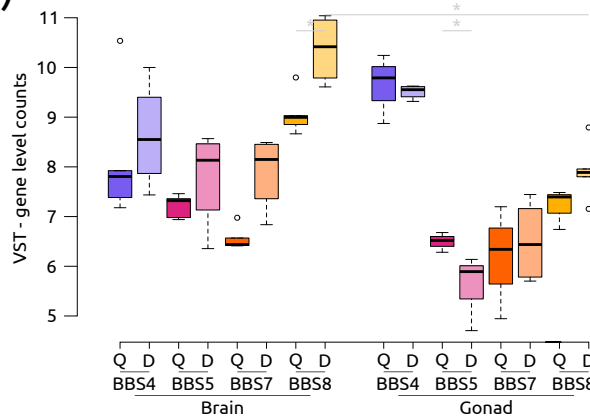 )
VST - gene level counts
11
10
9
8
7
6
5
* * *
Q D Q D Q D Q D Q D Q D Q D Q D
BBS4 BBS5 BBS7 BBS8 BBS4 BBS5 BBS7 BBS8
Brain Gonad